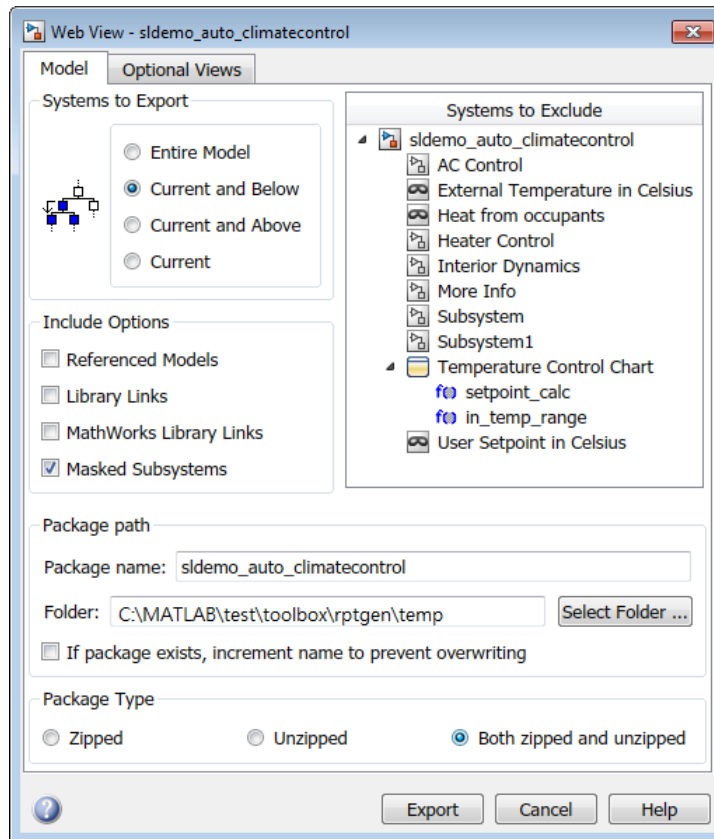 Web View - sldemo_auto_climatecontrol
Model
Optional Views
Systems to Export
Entire Model
Current and Below
Current and Above
Current
Include Options
Referenced Models
Library Links
MathWorks Library Links
Masked Subsystems
Systems to Exclude
sldemo_auto_climatecontrol
AC Control
External Temperature in Celsius
Heat from occupants
Heater Control
Interior Dynamics
More Info
Subsystem
Subsystem1
Temperature Control Chart
f() setpoint_calc
f() in_temp_range
User Setpoint in Celsius
Package path
Package name: sldemo_auto_climatecontrol
Folder: C:\MATLAB\test\toolbox\rptgen\temp Select Folder ...
If package exists, increment name to prevent overwriting
Package Type
Zipped Unzipped Both zipped and unzipped
? Export Cancel Help